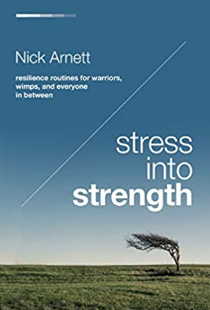 Nick Arnett
resilience routines for warriors,
wimps, and everyone
in between
stress
into
strength